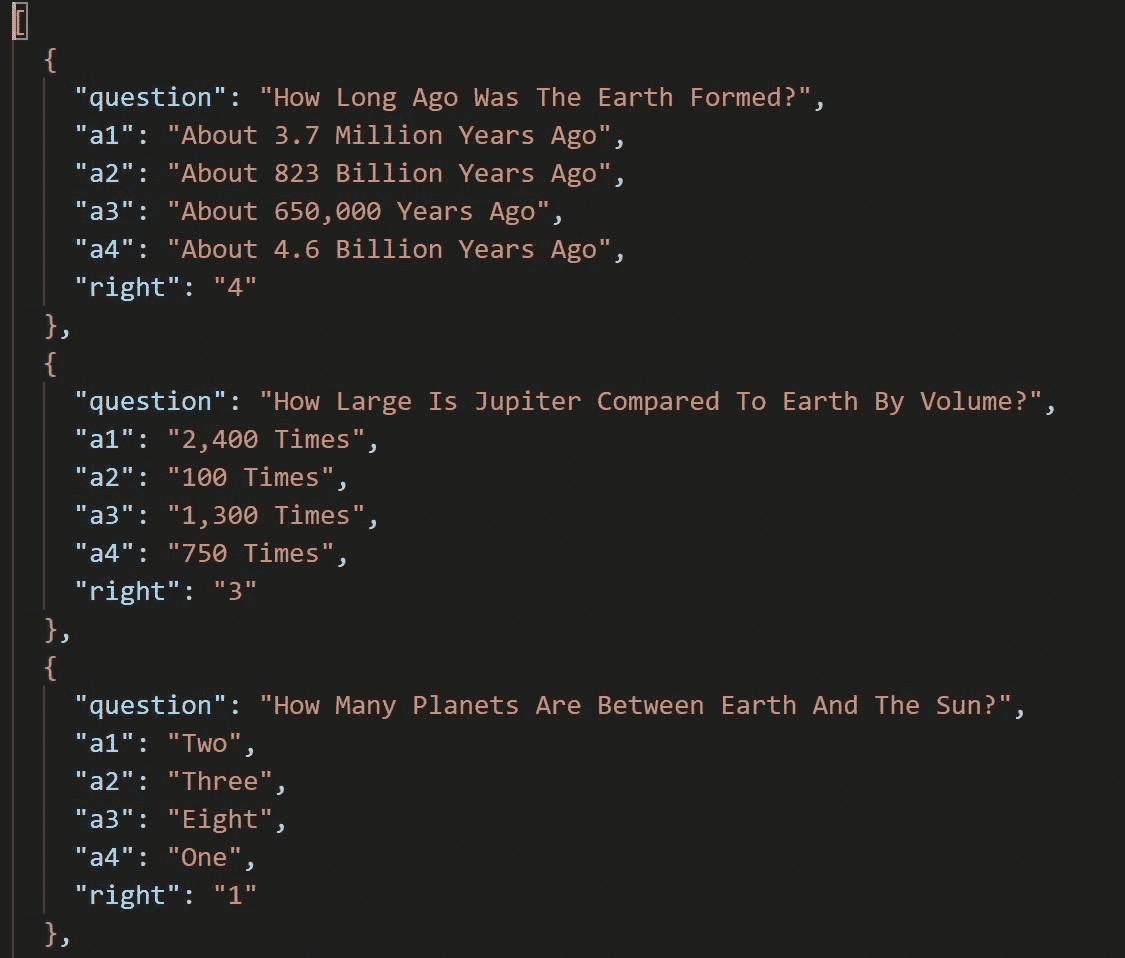 [
{
"question": "How Long Ago Was The Earth Formed?",
"a1": "About 3.7 Million Years Ago",
"a2": "About 823 Billion Years Ago",
"a3": "About 650,000 Years Ago",
"a4": "About 4.6 Billion Years Ago",
"right": "4"
},
{
"question": "How Large Is Jupiter Compared To Earth By Volume?",
"a1": "2,400 Times",
"a2": "100 Times",
"a3": "1,300 Times",
"a4": "750 Times",
"right": "3"
},
{
"question": "How Many Planets Are Between Earth And The Sun?",
"a1": "Two",
"a2": "Three",
"a3": "Eight",
"a4": "One",
"right": "1"
},